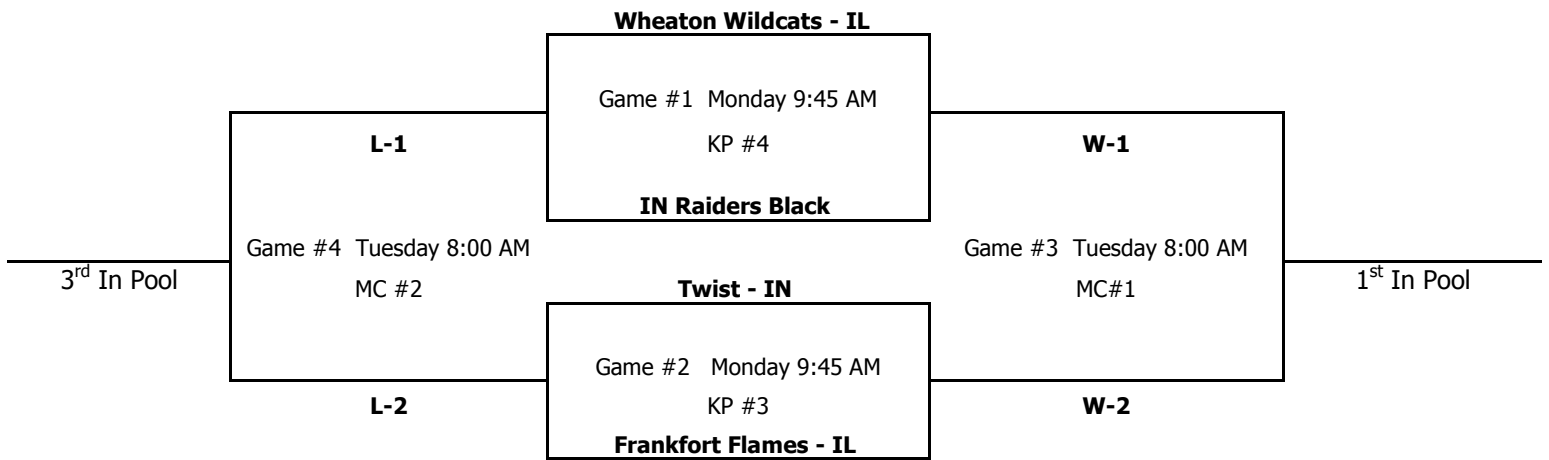 Wheaton Wildcats - IL
Game #1 Monday 9:45 AM
L-1 KP #4 W-1
IN Raiders Black
Game #4 Tuesday 8:00 AM Game #3 Tuesday 8:00 AM
3rd In Pool MC #2 Twist - IN MC#1 1st In Pool
Game #2 Monday 9:45 AM
L-2 KP #3 W-2
Frankfort Flames - IL